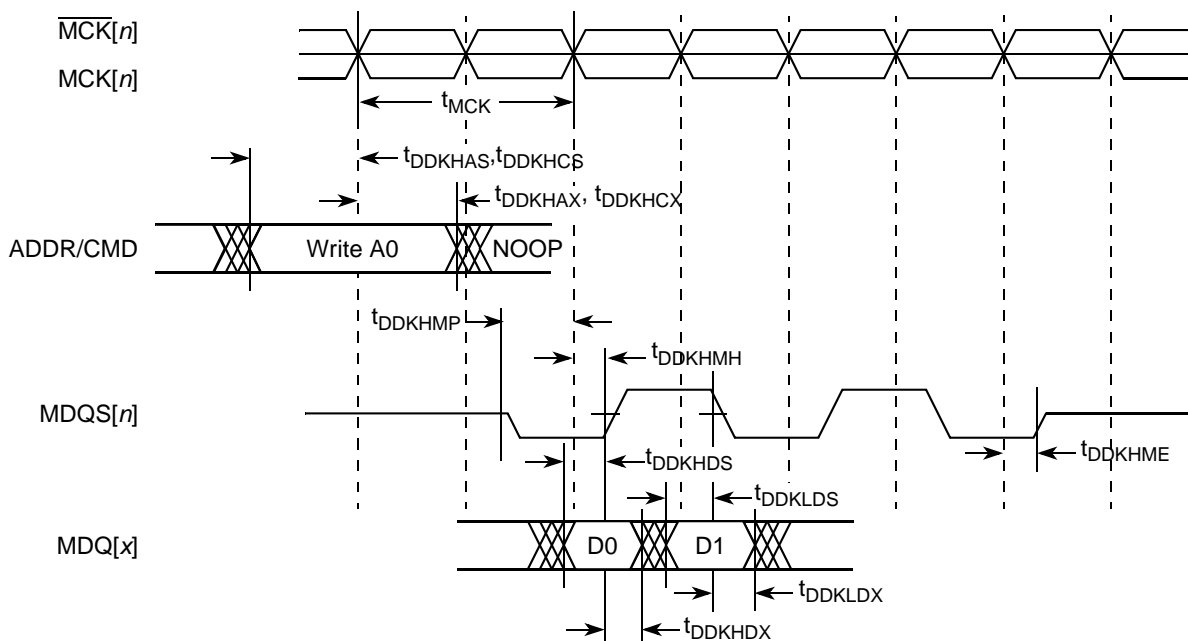 MCK[n]
MCK[n]
tMCK
tDDKHAS,tDDKHCS
tDDKHAX, tDDKHCX
ADDR/CMD
Write A0
NOOP
tDDKHMP
tDDKHMH
MDQS[n]
tDDKHDS
tDDKHME
tDDKLDS
MDQ[x]
D0
D1
tDDKLDX
tDDKHDX